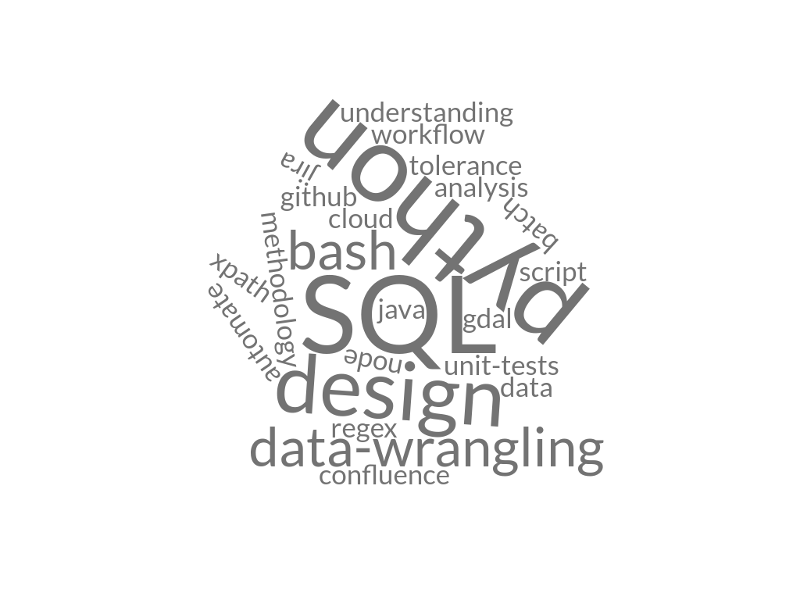 understanding
workflow
python
tolerance
jira
analysis
github
batch
cloud
methodology
bash
script
xpath
SQL
java
gdal
automate
node
unit-tests
design
data
regex
data-wrangling
confluence